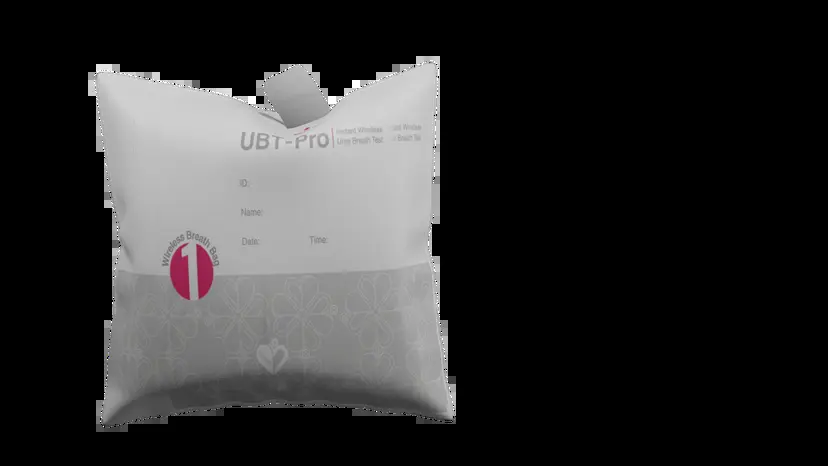 UBT-Pro
Instant Wireless
Urea Breath Test
ID:
Name:
Date: Time:
Wireless Breath Bag
1